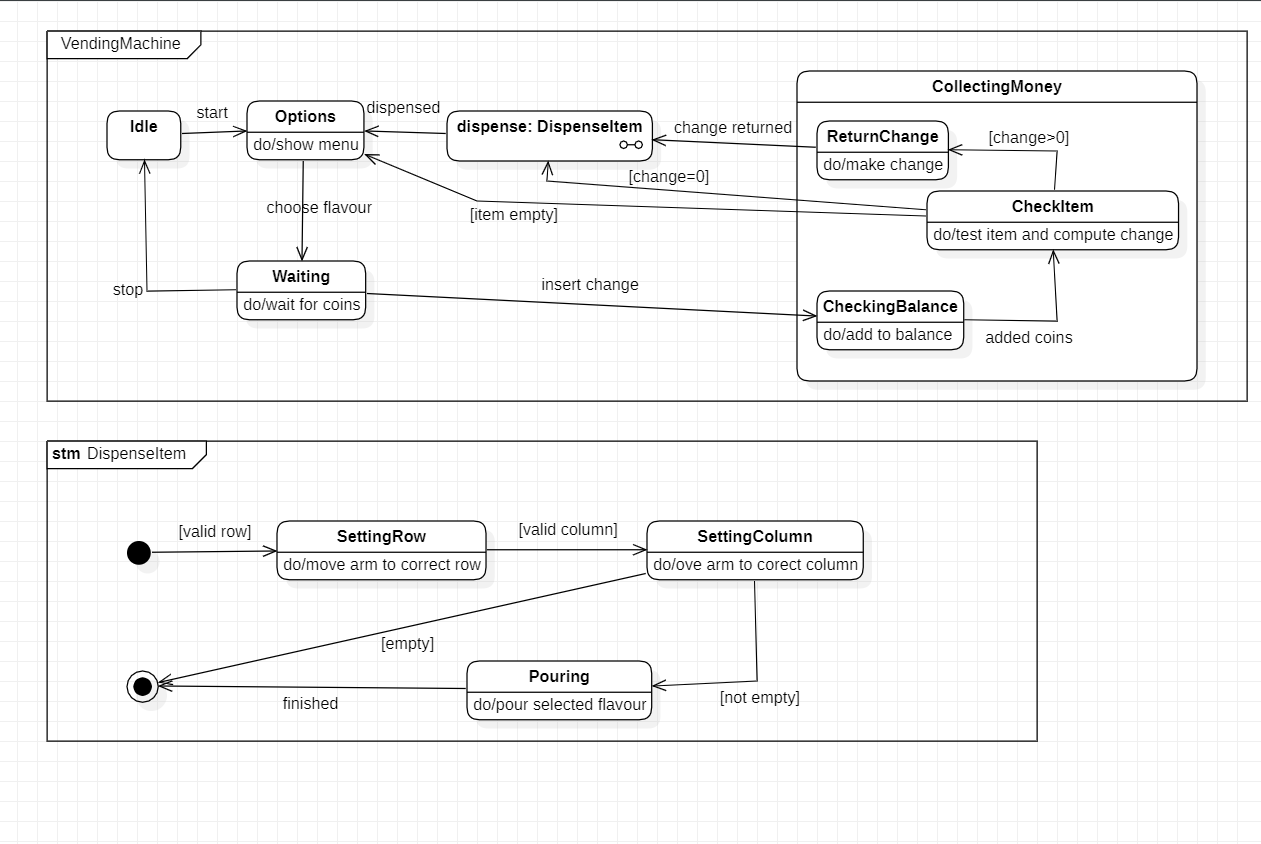 VendingMachine
CollectingMoney
Idle
start
Options
do/show menu
dispensed
dispense: DispenseItem
change returned
ReturnChange
do/make change
[change>0]
[change=0]
[item empty]
CheckItem
do/test item and compute change
choose flavour
Waiting
do/wait for coins
stop
insert change
CheckingBalance
do/add to balance
added coins
stm DispenseItem
[valid row]
SettingRow
do/move arm to correct row
[valid column]
SettingColumn
do/ove arm to corect column
[empty]
Pouring
do/pour selected flavour
finished
[not empty]